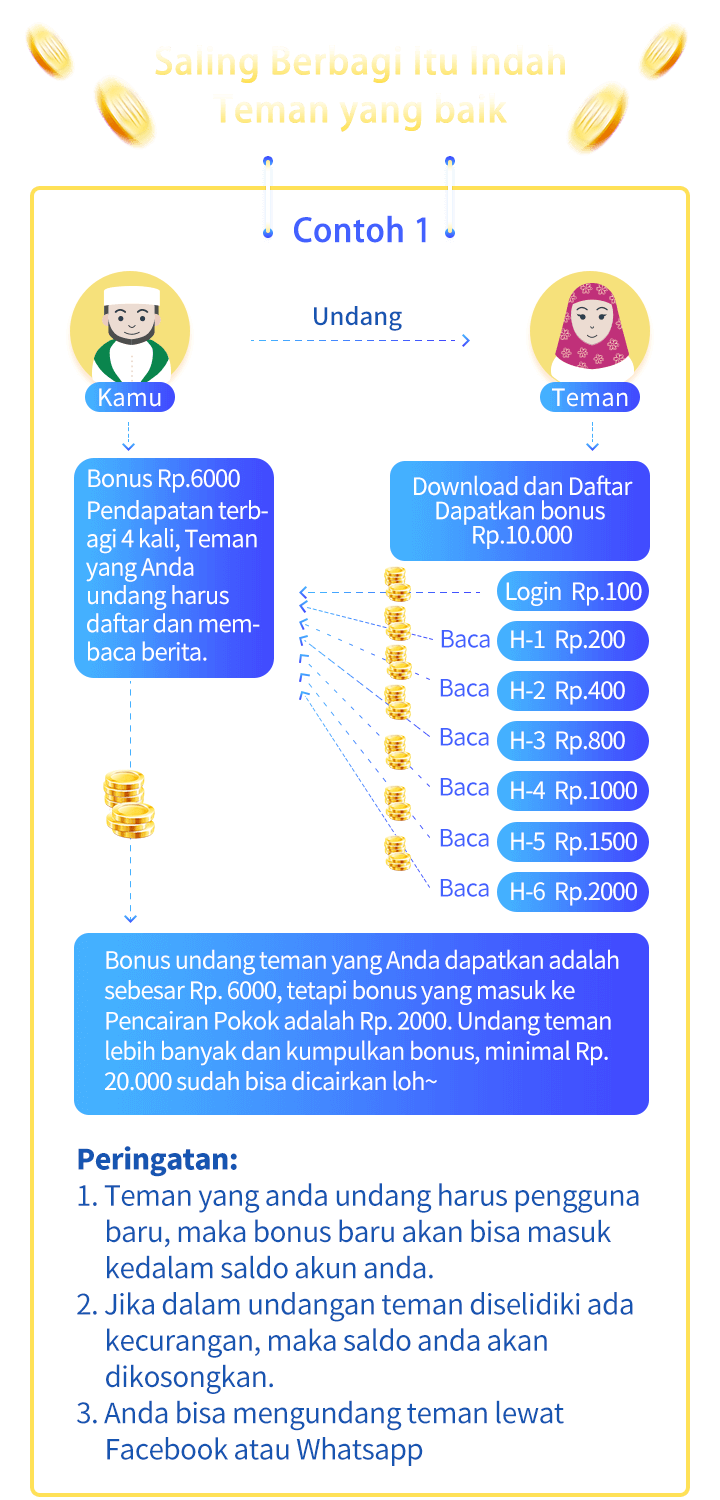 Saling Berbagi Itu Indah
Teman yang baik
Contoh 1
Undang
Kamu
Teman
Bonus Rp.6000
Pendapatan terb-
agi 4 kali, Teman
yang Anda
undang harus
daftar dan mem-
baca berita.
Download dan Daftar
Dapatkan bonus
Rp.10.000
Login Rp.100
Baca H-1 Rp.200
Baca H-2 Rp.400
Baca H-3 Rp.800
Baca H-4 Rp.1000
Baca H-5 Rp.1500
Baca H-6 Rp.2000
Bonus undang teman yang Anda dapatkan adalah
sebesar Rp. 6000, tetapi bonus yang masuk ke
Pencairan Pokok adalah Rp. 2000. Undang teman
lebih banyak dan kumpulkan bonus, minimal Rp.
20.000 sudah bisa dicairkan loh~
Peringatan:
1. Teman yang anda undang harus pengguna
baru, maka bonus baru akan bisa masuk
kedalam saldo akun anda.
2. Jika dalam undangan teman diselidiki ada
kecurangan, maka saldo anda akan
dikosongkan.
3. Anda bisa mengundang teman lewat
Facebook atau Whatsapp